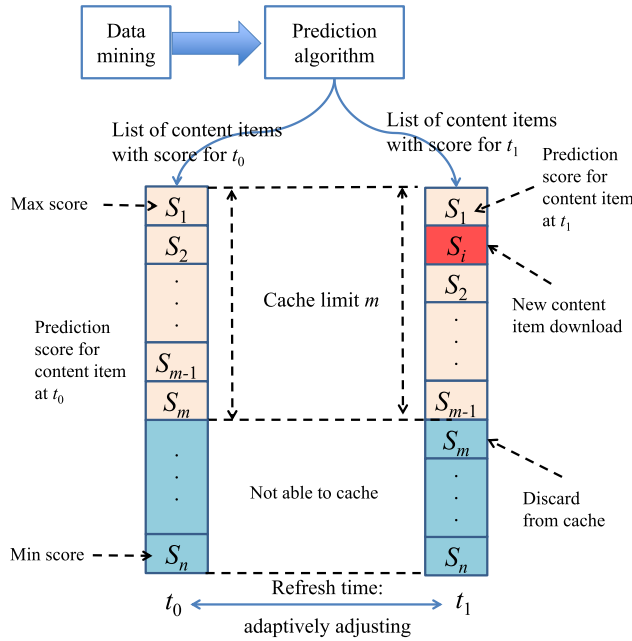 Data
mining
Prediction
algorithm
List of content items
with score for t0
List of content items
with score for t1
Prediction
score for
content item
at t1
Max score
S1
S2
.
.
.
Prediction
score for
content item
at t0
Sm-1
Sm
Cache limit m
S1
Si
S2
New content
item download
.
.
.
Sm-1
Sm
.
.
.
Not able to cache
.
.
.
Discard
from cache
Min score
Sn
Sn
t0
Refresh time:
adaptively adjusting
t1